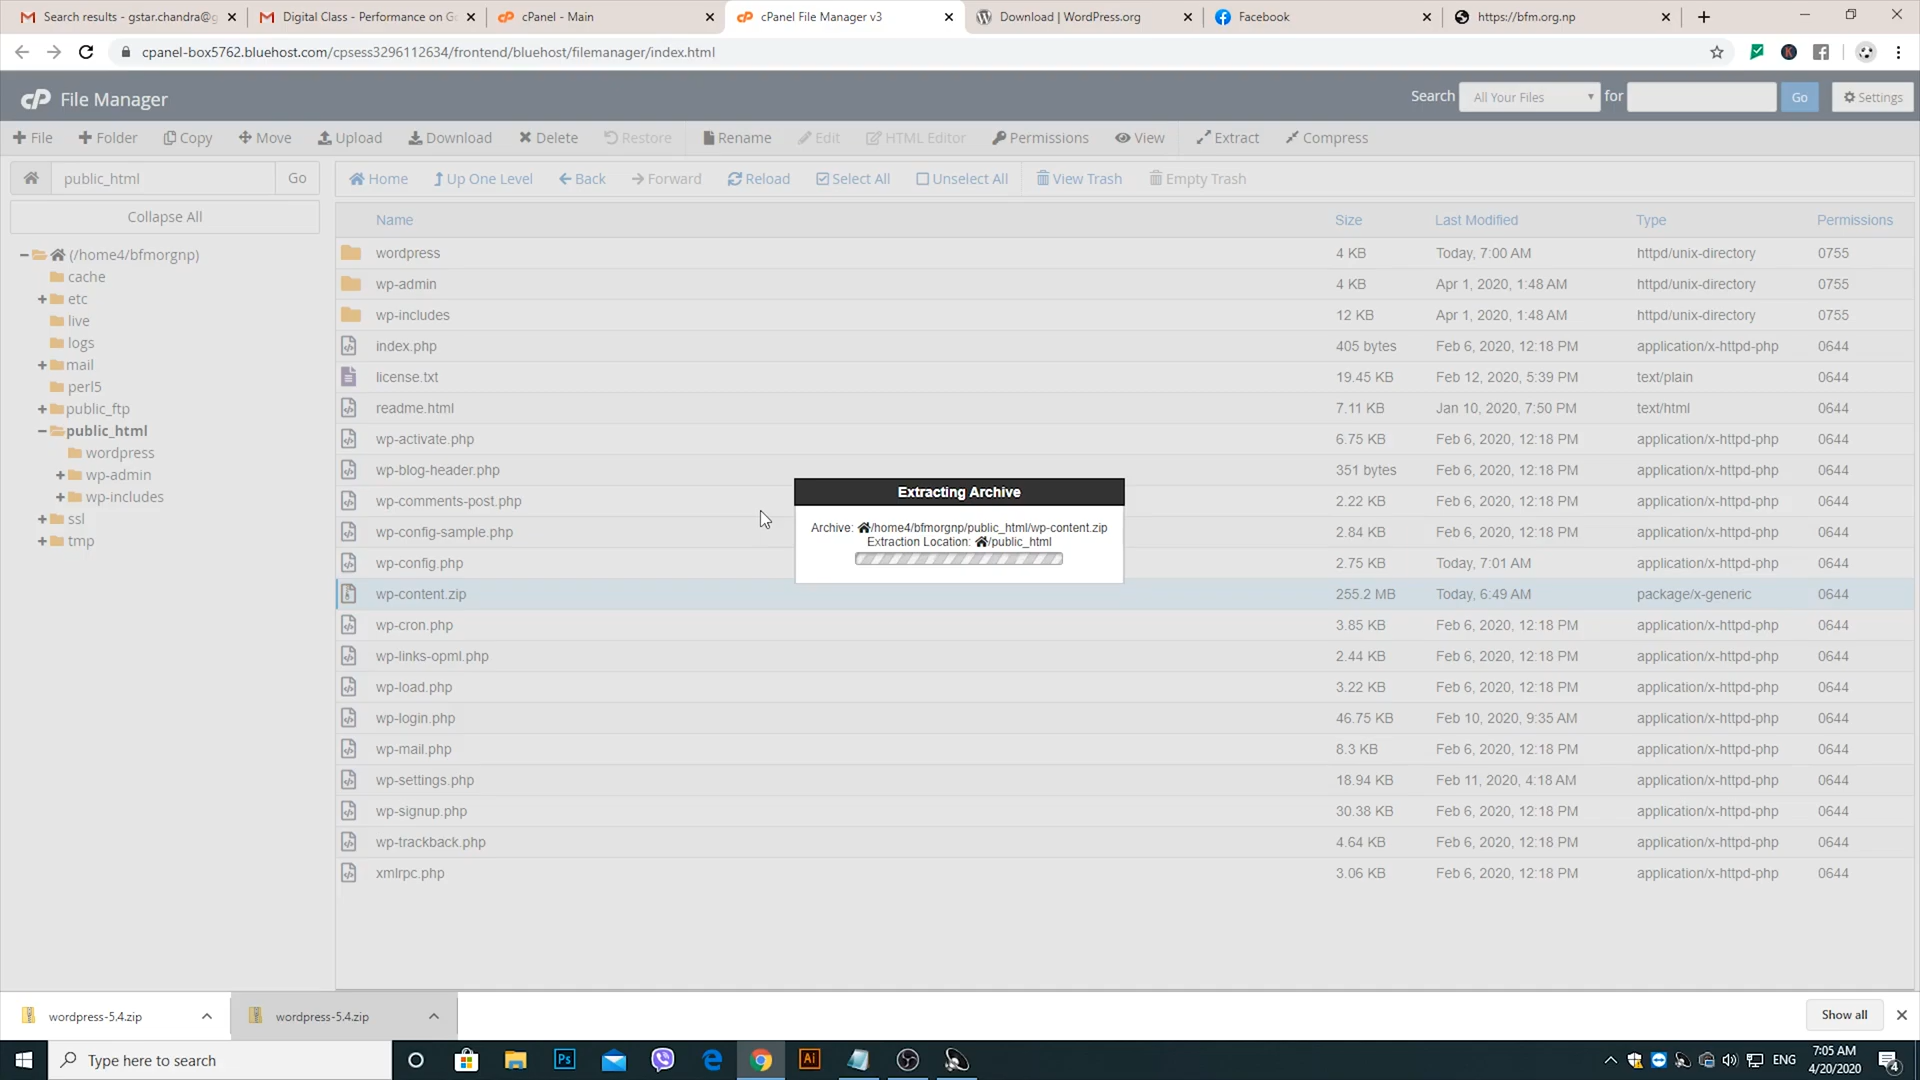 Search results - gstar.chandra@g
Digital Class - Performance on Go
cPanel - Main
cPanel File Manager v3
Download | WordPress.org
Facebook
https://bfm.org.np
cpanel-box5762.bluehost.com/cpsess3296112634/frontend/bluehost/filemanager/index.html
cP File Manager
Search All Your Files for Go Settings
File Folder Copy Move Upload Download Delete Restore Rename Edit HTML Editor Permissions View Extract Compress
public_html Go
Home Up One Level Back Forward Reload Select All Unselect All View Trash Empty Trash
Collapse All
(/home4/bfmorgnp)
cache
etc
live
logs
mail
perl5
public_ftp
public_html
wordpress
wp-admin
wp-includes
ssl
tmp
Name Size Last Modified Type Permissions
wordpress 4 KB Today, 7:00 AM httpd/unix-directory 0755
wp-admin 4 KB Apr 1, 2020, 1:48 AM httpd/unix-directory 0755
wp-includes 12 KB Apr 1, 2020, 1:48 AM httpd/unix-directory 0755
index.php 405 bytes Feb 6, 2020, 12:18 PM application/x-httpd-php 0644
license.txt 19.45 KB Feb 12, 2020, 5:39 PM text/plain 0644
readme.html 7.11 KB Jan 10, 2020, 7:50 PM text/html 0644
wp-activate.php 6.75 KB Feb 6, 2020, 12:18 PM application/x-httpd-php 0644
wp-blog-header.php 351 bytes Feb 6, 2020, 12:18 PM application/x-httpd-php 0644
wp-comments-post.php 2.22 KB Feb 6, 2020, 12:18 PM application/x-httpd-php 0644
wp-config-sample.php 2.84 KB Feb 6, 2020, 12:18 PM application/x-httpd-php 0644
wp-config.php 2.75 KB Today, 7:01 AM application/x-httpd-php 0644
wp-content.zip 255.2 MB Today, 6:49 AM package/x-generic 0644
wp-cron.php 3.85 KB Feb 6, 2020, 12:18 PM application/x-httpd-php 0644
wp-links-opml.php 2.44 KB Feb 6, 2020, 12:18 PM application/x-httpd-php 0644
wp-load.php 3.22 KB Feb 6, 2020, 12:18 PM application/x-httpd-php 0644
wp-login.php 46.75 KB Feb 10, 2020, 9:35 AM application/x-httpd-php 0644
wp-mail.php 8.3 KB Feb 6, 2020, 12:18 PM application/x-httpd-php 0644
wp-settings.php 18.94 KB Feb 11, 2020, 4:18 AM application/x-httpd-php 0644
wp-signup.php 30.38 KB Feb 6, 2020, 12:18 PM application/x-httpd-php 0644
wp-trackback.php 4.64 KB Feb 6, 2020, 12:18 PM application/x-httpd-php 0644
xmlrpc.php 3.06 KB Feb 6, 2020, 12:18 PM application/x-httpd-php 0644
Extracting Archive
Archive: /home4/bfmorgnp/public_html/wp-content.zip
Extraction Location: /public_html
wordpress-5.4.zip
wordpress-5.4.zip
Show all
Type here to search
Ps
Ai
ENG
7:05 AM
4/20/2020
4